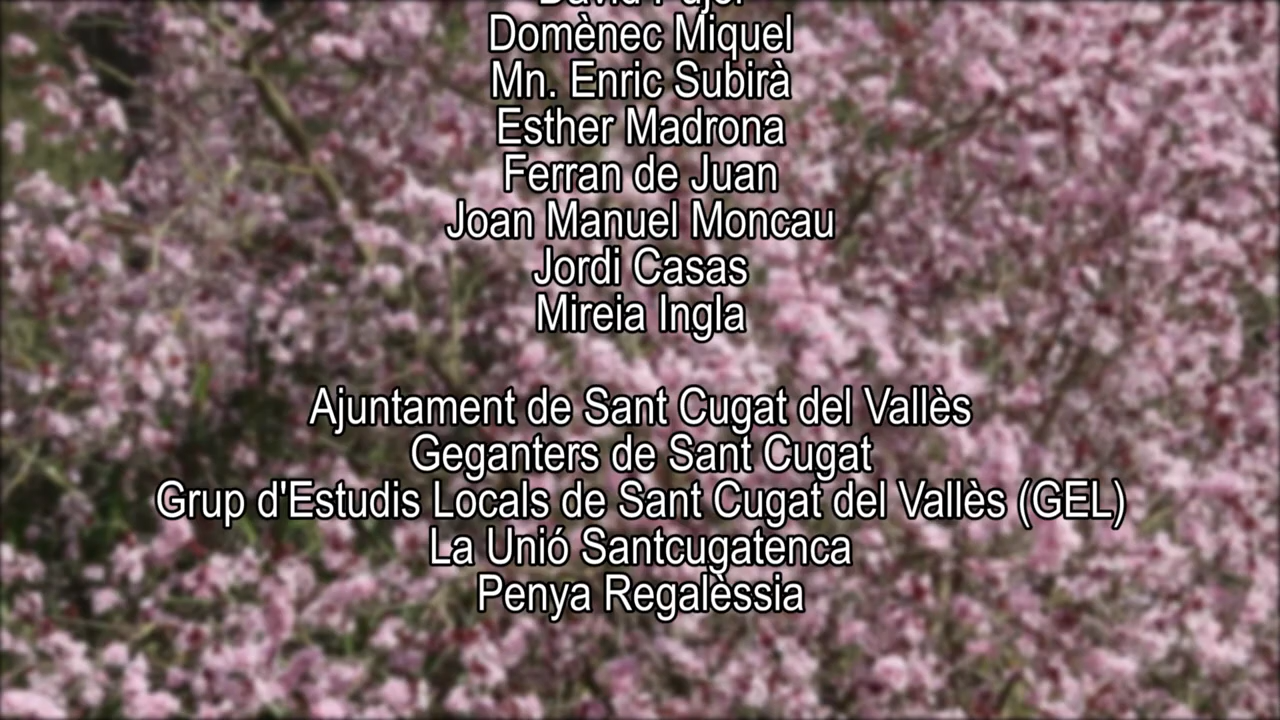 David Pujol
Domènec Miquel
Mn. Enric Subirà
Esther Madrona
Ferran de Juan
Joan Manuel Moncau
Jordi Casas
Mireia Ingla
Ajuntament de Sant Cugat del Vallès
Geganters de Sant Cugat
Grup d'Estudis Locals de Sant Cugat del Vallès (GEL)
La Unió Santcugatenca
Penya Regalèssia